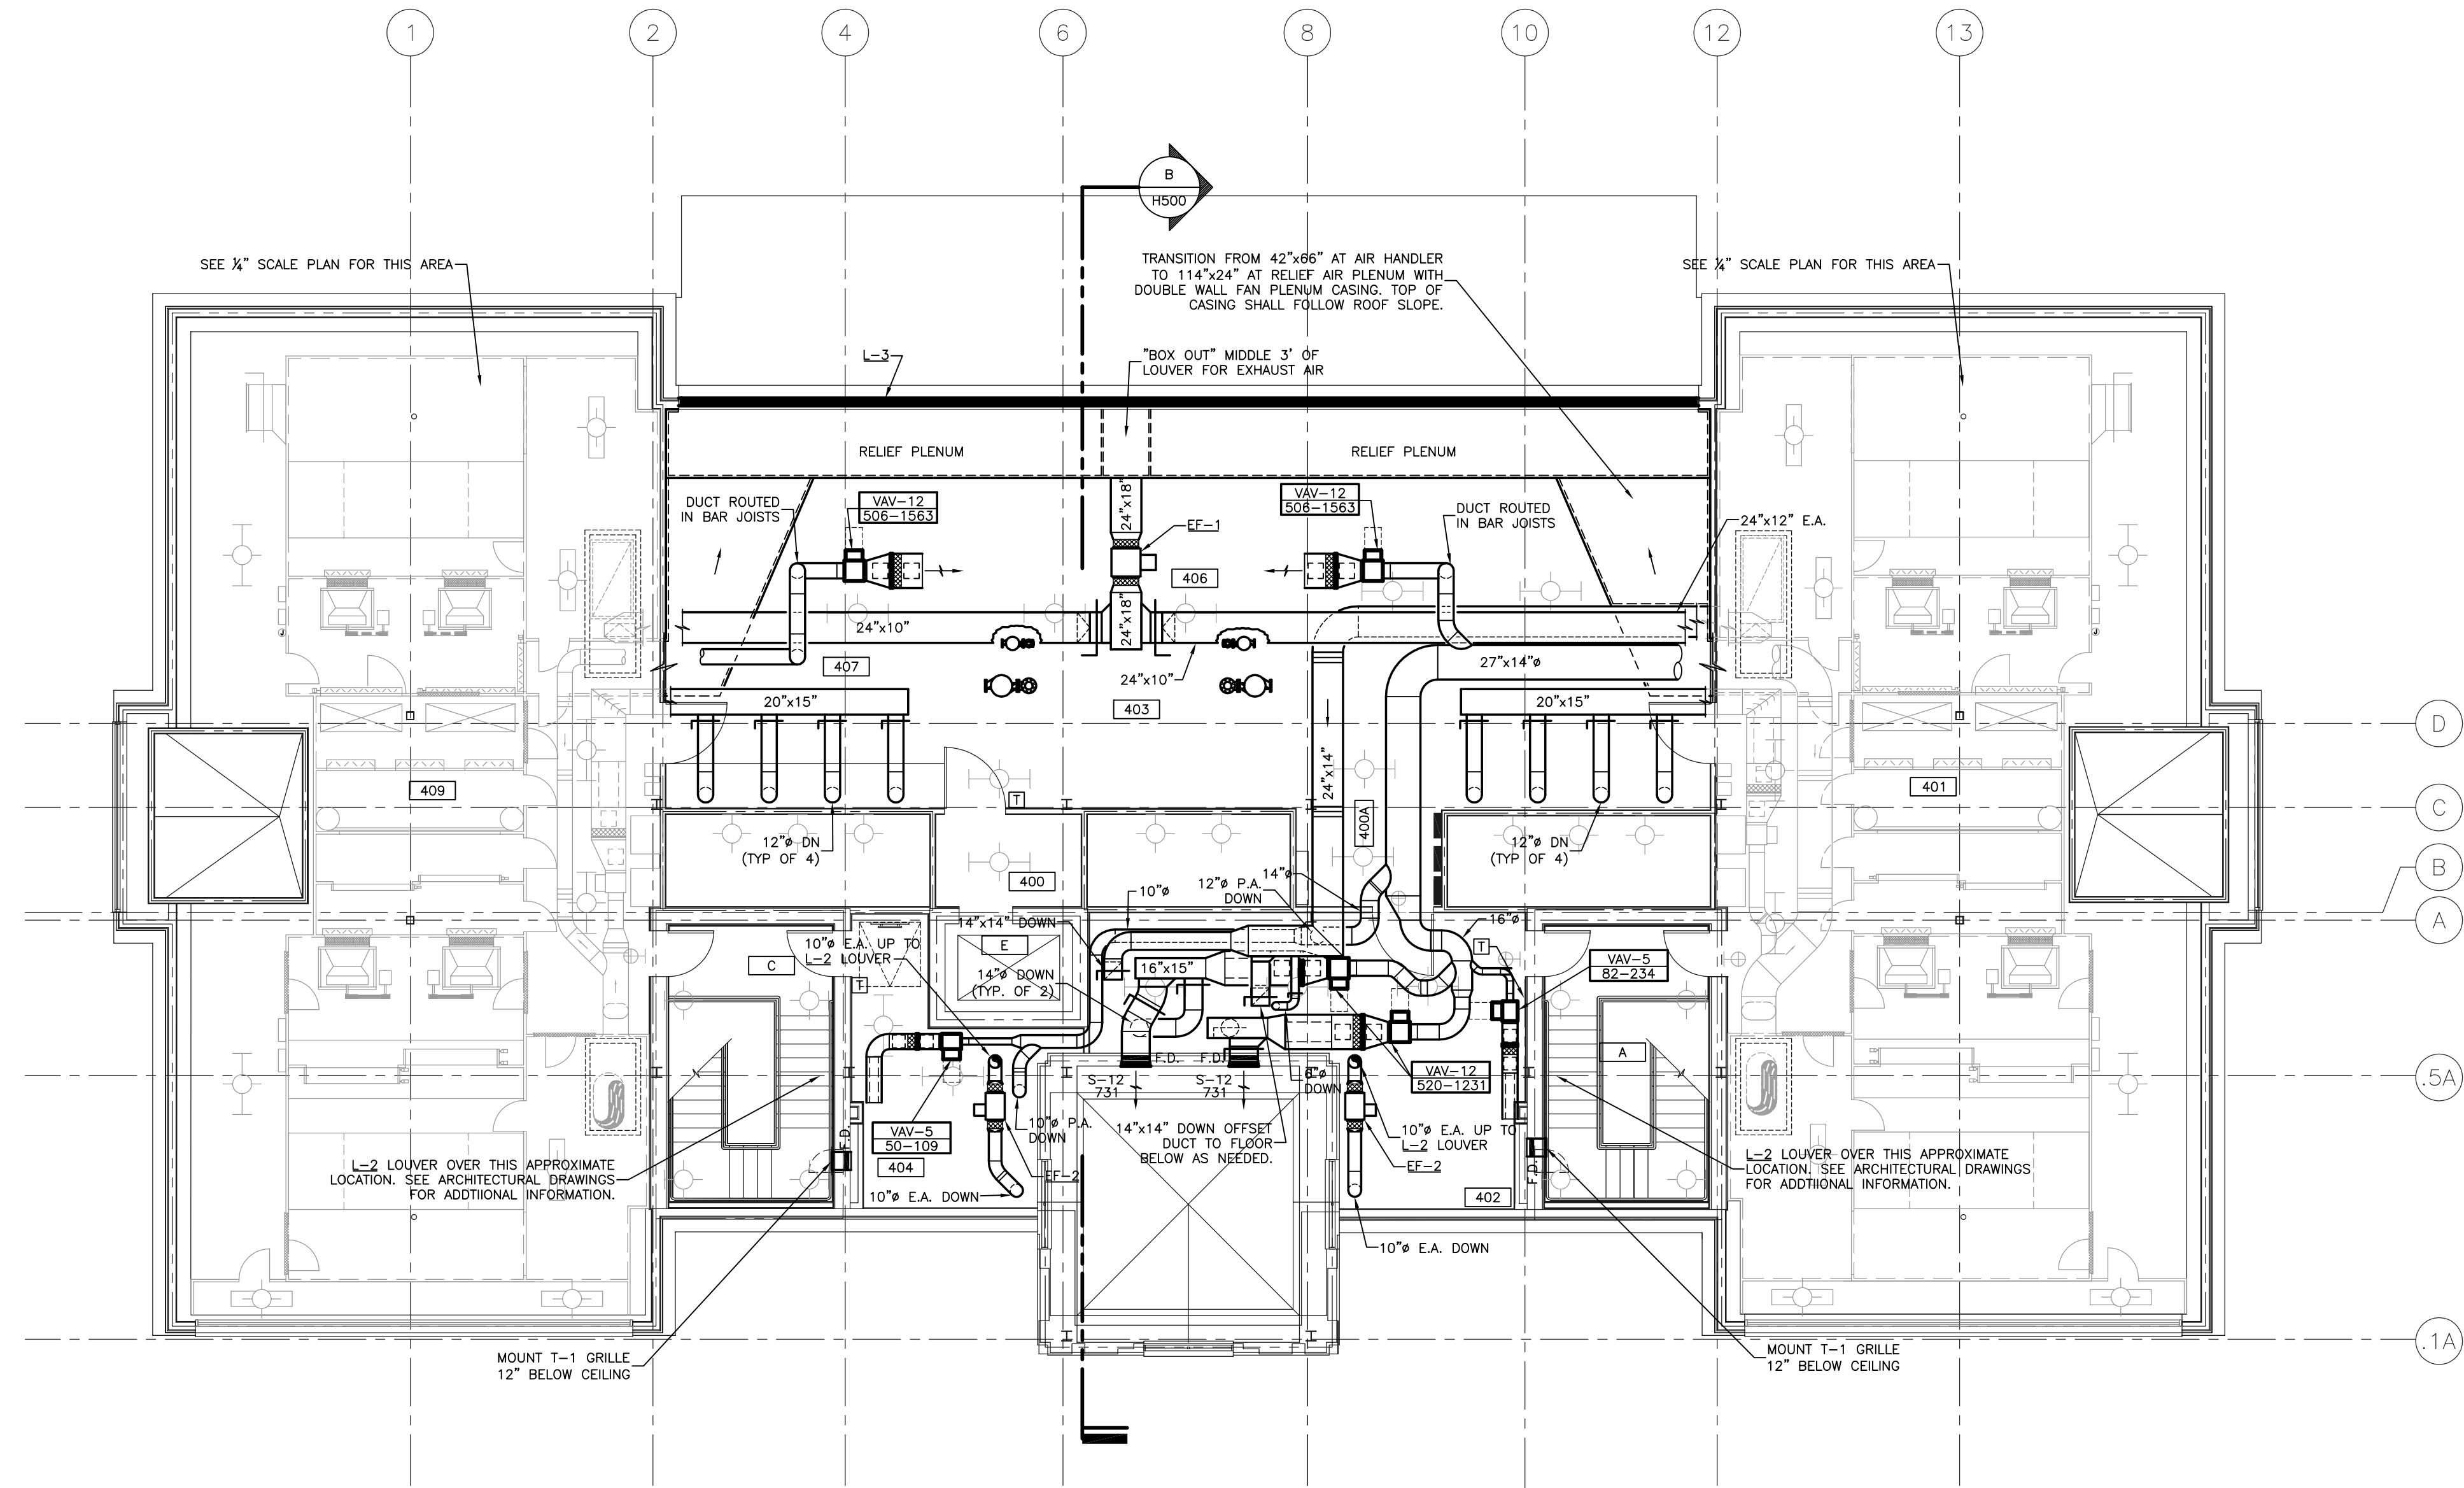 1
2
4
6
8
10
12
13
B
H500
SEE ¼” SCALE PLAN FOR THIS AREA
TRANSITION FROM 42”x66” AT AIR HANDLER
TO 114”x24” AT RELIEF AIR PLENUM WITH
DOUBLE WALL FAN PLENUM CASING. TOP OF
CASING SHALL FOLLOW ROOF SLOPE.
SEE ¼” SCALE PLAN FOR THIS AREA
L-3
"BOX OUT" MIDDLE 3' OF
LOUVER FOR EXHAUST AIR
RELIEF PLENUM
RELIEF PLENUM
DUCT ROUTED
IN BAR JOISTS
VAV-12
506-1563
24”x18”
EF-1
VAV-12
506-1563
DUCT ROUTED
IN BAR JOISTS
24”x12” E.A.
406
24”x10”
24”x18”
407
24”x10”
27”x14”ø
20”x15”
403
20”x15”
D
24”x14”
409
401
T
C
400A
12”ø DN
(TYP OF 4)
12”ø DN
(TYP OF 4)
400
10”ø
12”ø P.A.
DOWN
14”ø
B
A
14”x14” DOWN
16”ø
10”ø E.A. UP TO
L-2 LOUVER
E
T
C
14”ø DOWN
(TYP. OF 2)
16”x15”
VAV-5
82-234
T
A
F.D.
F.D.
S-12
731
S-12
731
6”ø
DOWN
VAV-12
520-1231
.5A
VAV-5
50-109
10”ø P.A.
DOWN
14”x14” DOWN OFFSET
DUCT TO FLOOR
BELOW AS NEEDED.
10”ø E.A. UP TO
L-2 LOUVER
F.D.
404
EF-2
EF-2
F.D.
L-2 LOUVER OVER THIS APPROXIMATE
LOCATION. SEE ARCHITECTURAL DRAWINGS
FOR ADDTIIONAL INFORMATION.
10”ø E.A. DOWN
402
L-2 LOUVER OVER THIS APPROXIMATE
LOCATION. SEE ARCHITECTURAL DRAWINGS
FOR ADDTIIONAL INFORMATION.
10”ø E.A. DOWN
.1A
MOUNT T-1 GRILLE
12” BELOW CEILING
MOUNT T-1 GRILLE
12” BELOW CEILING